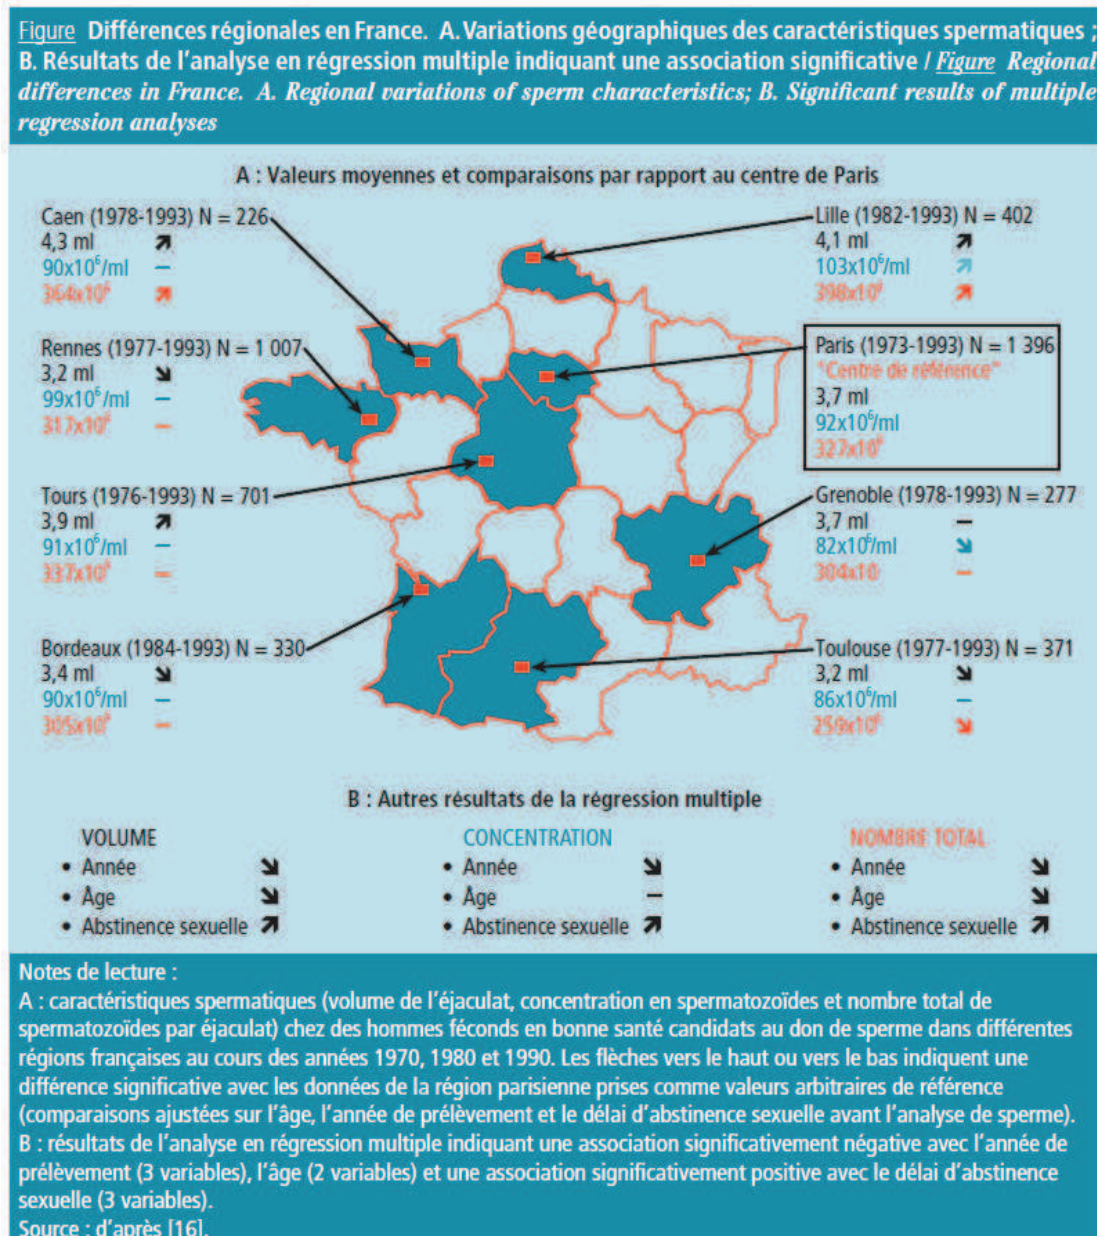 Figure Différences régionales en France. A. Variations géographiques des caractéristiques spermatiques ;
B. Résultats de l'analyse en régression multiple indiquant une association significative / Figure Regional
differences in France. A. Regional variations of sperm characteristics; B. Significant results of multiple
regression analyses
A : Valeurs moyennes et comparaisons par rapport au centre de Paris
Caen (1978-1993) N = 226
4,3 ml ↗
90x10⁶/ml –
364x10⁶ ↗
Lille (1982-1993) N = 402
4,1 ml ↗
103x10⁶/ml ↗
398x10⁶ ↗
Rennes (1977-1993) N = 1 007
3,2 ml ↘
99x10⁶/ml –
317x10⁶ –
Paris (1973-1993) N = 1 396
"Centre de référence"
3,7 ml
92x10⁶/ml
327x10⁶
Tours (1976-1993) N = 701
3,9 ml ↗
91x10⁶/ml –
337x10⁶ –
Grenoble (1978-1993) N = 277
3,7 ml –
82x10⁶/ml ↘
304x10 –
Bordeaux (1984-1993) N = 330
3,4 ml ↘
90x10⁶/ml –
305x10⁶ –
Toulouse (1977-1993) N = 371
3,2 ml ↘
86x10⁶/ml –
259x10⁶ ↘
B : Autres résultats de la régression multiple
VOLUME
• Année ↘
• Âge ↘
• Abstinence sexuelle ↗
CONCENTRATION
• Année ↘
• Âge –
• Abstinence sexuelle ↗
NOMBRE TOTAL
• Année ↘
• Âge ↘
• Abstinence sexuelle ↗
Notes de lecture :
A : caractéristiques spermatiques (volume de l'éjaculat, concentration en spermatozoïdes et nombre total de
spermatozoïdes par éjaculat) chez des hommes féconds en bonne santé candidats au don de sperme dans différentes
régions françaises au cours des années 1970, 1980 et 1990. Les flèches vers le haut ou vers le bas indiquent une
différence significative avec les données de la région parisienne prises comme valeurs arbitraires de référence
(comparaisons ajustées sur l'âge, l'année de prélèvement et le délai d'abstinence sexuelle avant l'analyse de sperme).
B : résultats de l'analyse en régression multiple indiquant une association significativement négative avec l'année de
prélèvement (3 variables), l'âge (2 variables) et une association significativement positive avec le délai d'abstinence
sexuelle (3 variables).
Source : d'après [16].